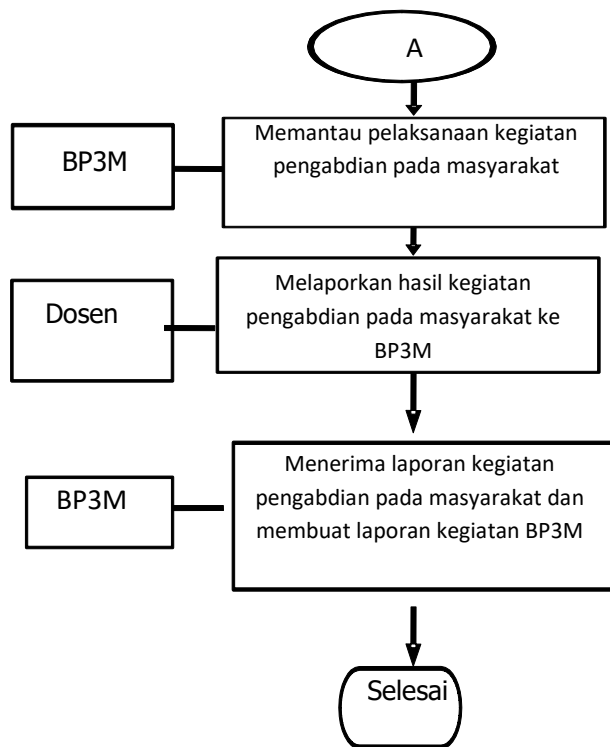 A
BP3M
Memantau pelaksanaan kegiatan
pengabdian pada masyarakat
Dosen
Melaporkan hasil kegiatan
pengabdian pada masyarakat ke
BP3M
BP3M
Menerima laporan kegiatan
pengabdian pada masyarakat dan
membuat laporan kegiatan BP3M
Selesai